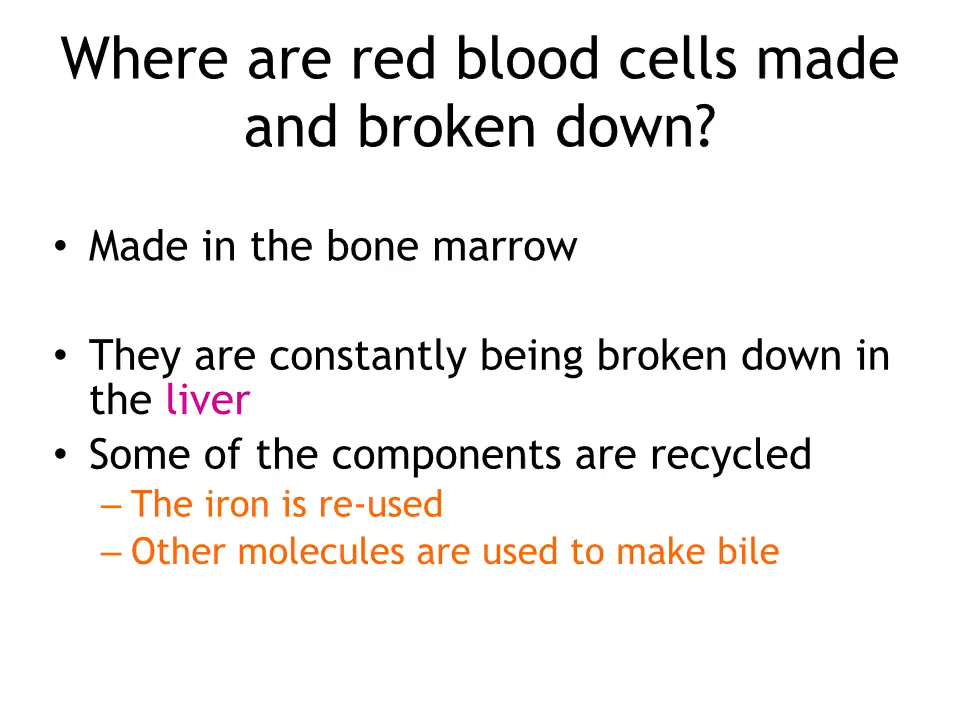 Where are red blood cells made
and broken down?
• Made in the bone marrow
• They are constantly being broken down in
the liver
• Some of the components are recycled
– The iron is re-used
– Other molecules are used to make bile